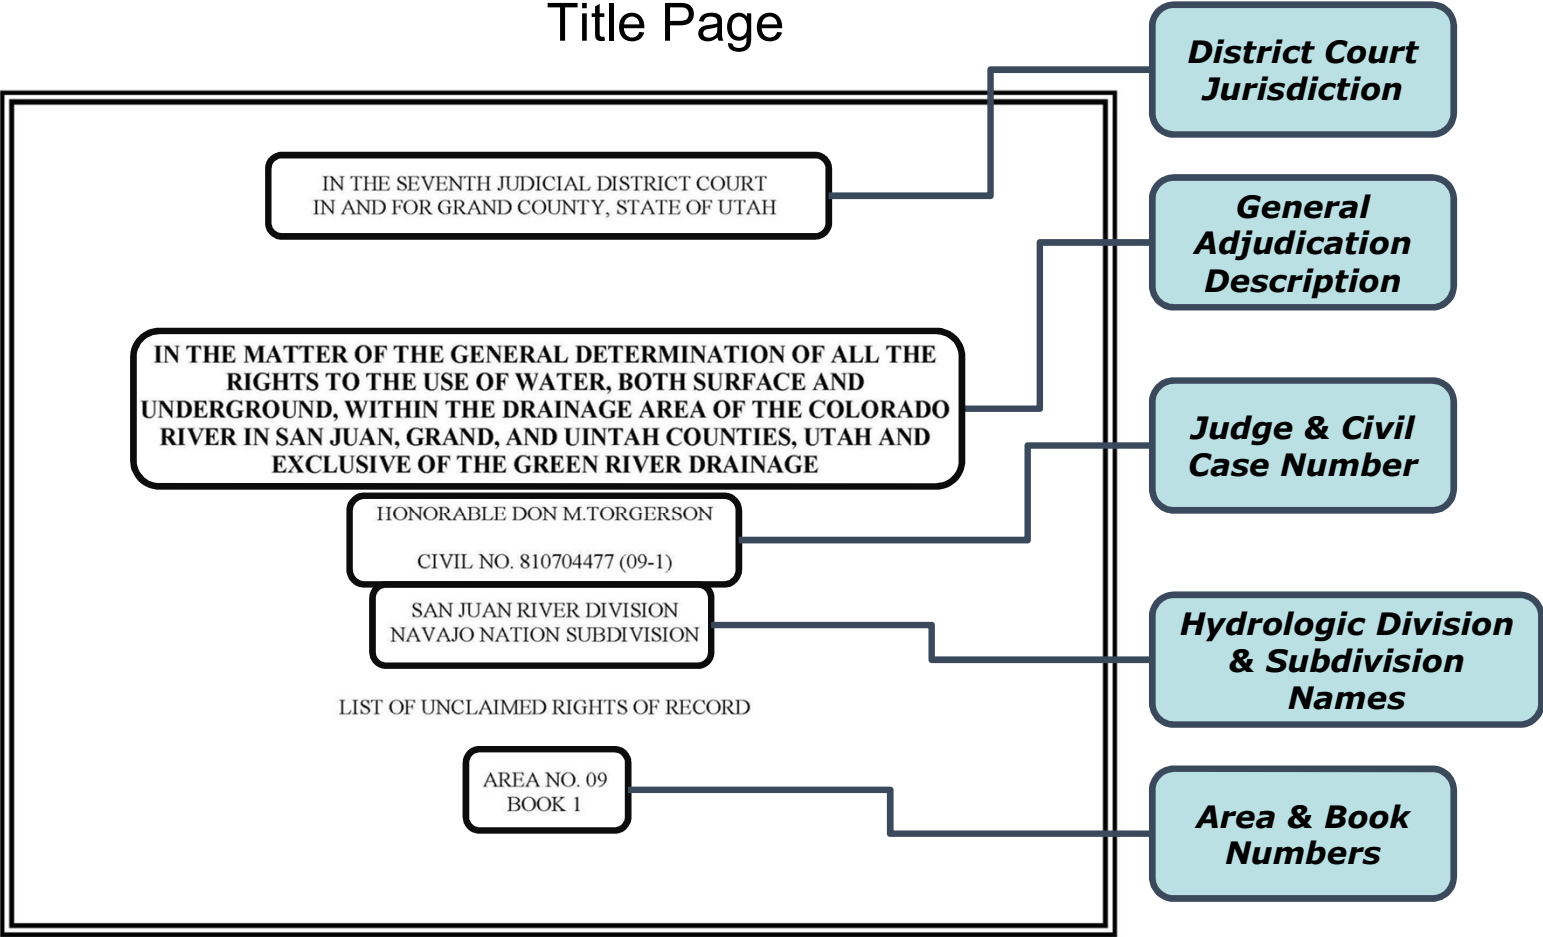 Title Page
District Court
Jurisdiction
IN THE SEVENTH JUDICIAL DISTRICT COURT
IN AND FOR GRAND COUNTY, STATE OF UTAH
General
Adjudication
Description
IN THE MATTER OF THE GENERAL DETERMINATION OF ALL THE
RIGHTS TO THE USE OF WATER, BOTH SURFACE AND
UNDERGROUND, WITHIN THE DRAINAGE AREA OF THE COLORADO
RIVER IN SAN JUAN, GRAND, AND UINTAH COUNTIES, UTAH AND
EXCLUSIVE OF THE GREEN RIVER DRAINAGE
Judge & Civil
Case Number
HONORABLE DON M.TORGERSON
CIVIL NO. 810704477 (09-1)
SAN JUAN RIVER DIVISION
NAVAJO NATION SUBDIVISION
Hydrologic Division
& Subdivision
Names
LIST OF UNCLAIMED RIGHTS OF RECORD
AREA NO. 09
BOOK 1
Area & Book
Numbers